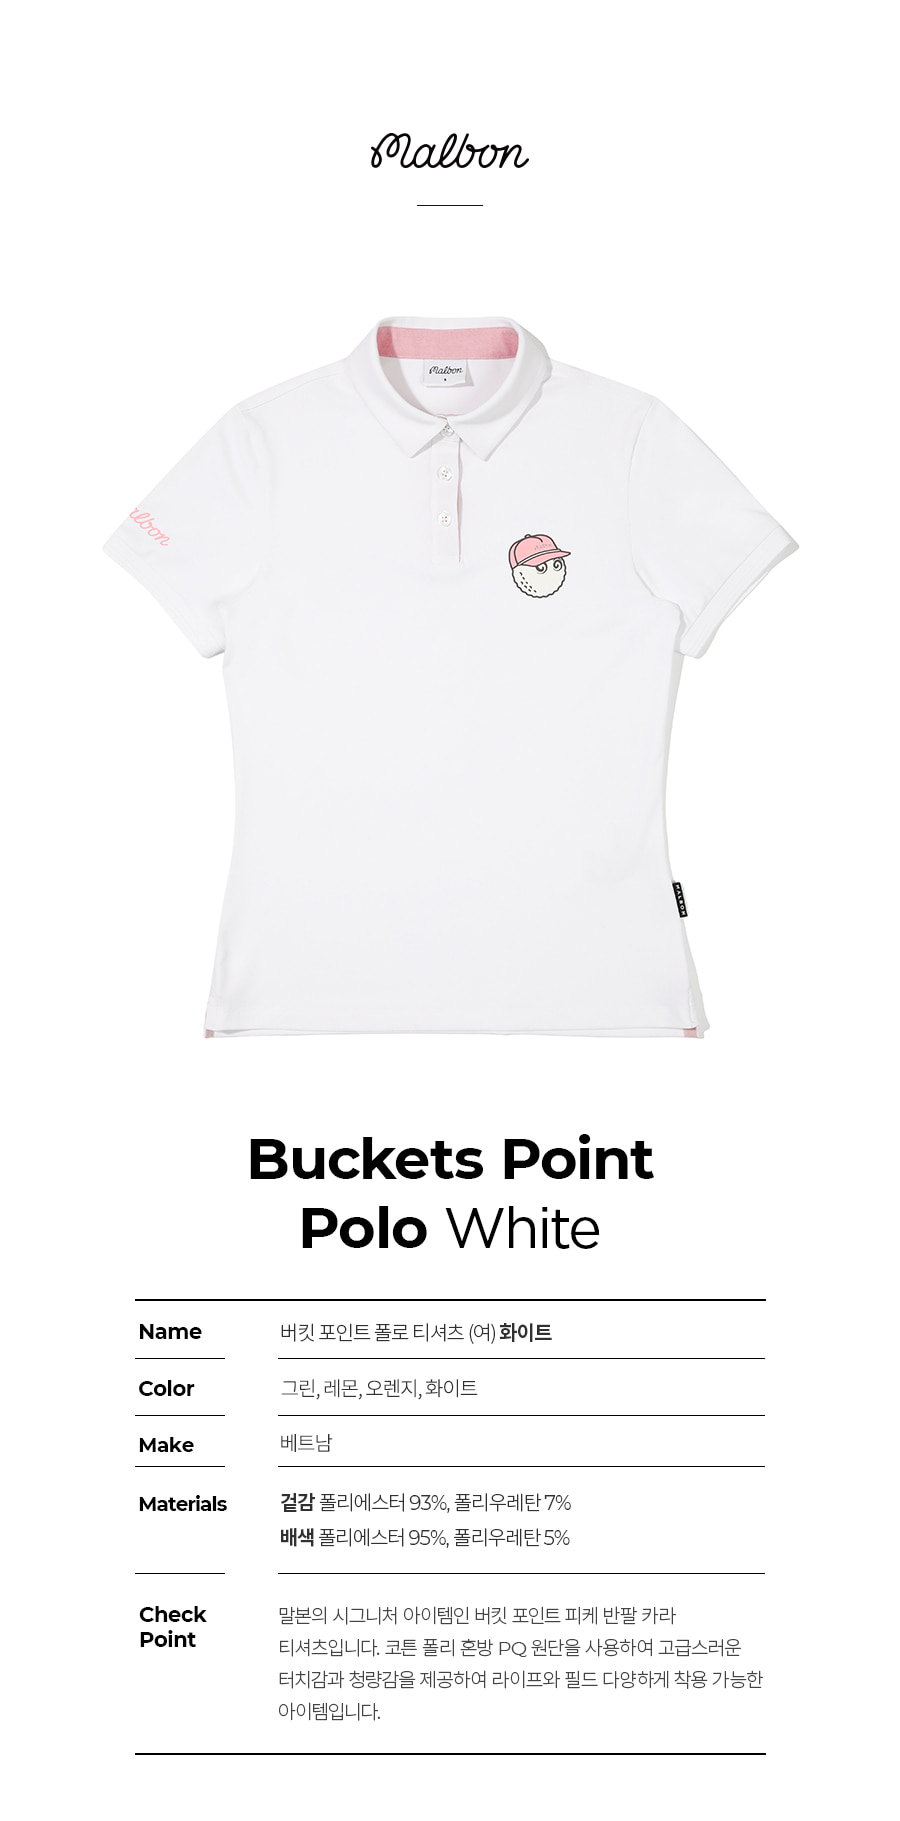 Malbon
Malbon
albon
MALBON
Buckets Point
Polo White
Name 버킷 포인트 폴로 티셔츠 (여) 화이트
Color 그린, 레몬, 오렌지, 화이트
Make 베트남
Materials 겉감 폴리에스터 93%, 폴리우레탄 7%
배색 폴리에스터 95%, 폴리우레탄 5%
Check
Point
말본의 시그니처 아이템인 버킷 포인트 피케 반팔 카라
티셔츠입니다. 코튼 폴리 혼방 PQ 원단을 사용하여 고급스러운
터치감과 청량감을 제공하여 라이프와 필드 다양하게 착용 가능한
아이템입니다.